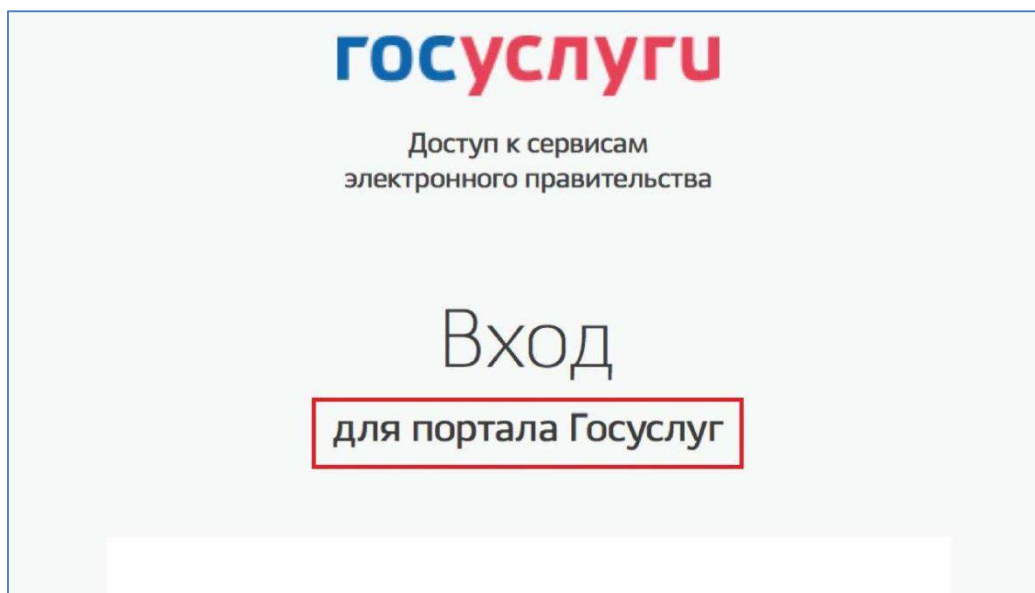 госуслуги
Доступ к сервисам
электронного правительства
Вход
для портала Госуслуг